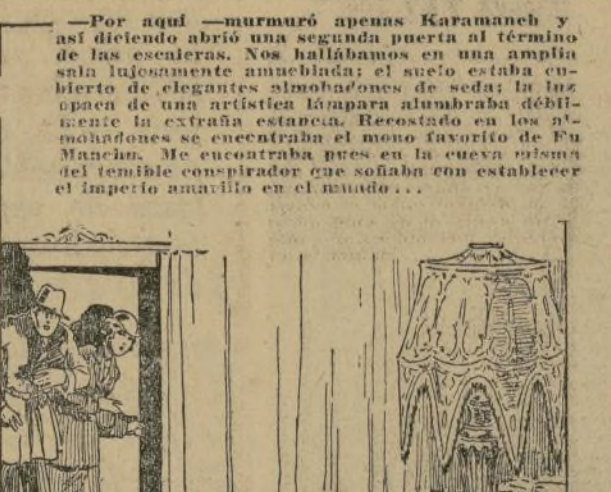 —Por aquí —murmuró apenas Karamaneh y
así diciendo abrió una segunda puerta al término
de las escaleras. Nos hallábamos en una amplia
sala lujosamente amueblada; el suelo estaba cu-
bierto de elegantes almohadones de seda; la luz
opaca de una artística lámpara alumbraba débil-
mente la extraña estancia. Recostado en los al-
mohadones se encontraba el mono favorito de Fu
Manchu. Me encontraba pues en la cueva misma
del temible conspirador que soñaba con establecer
el imperio amarillo en el mundo...